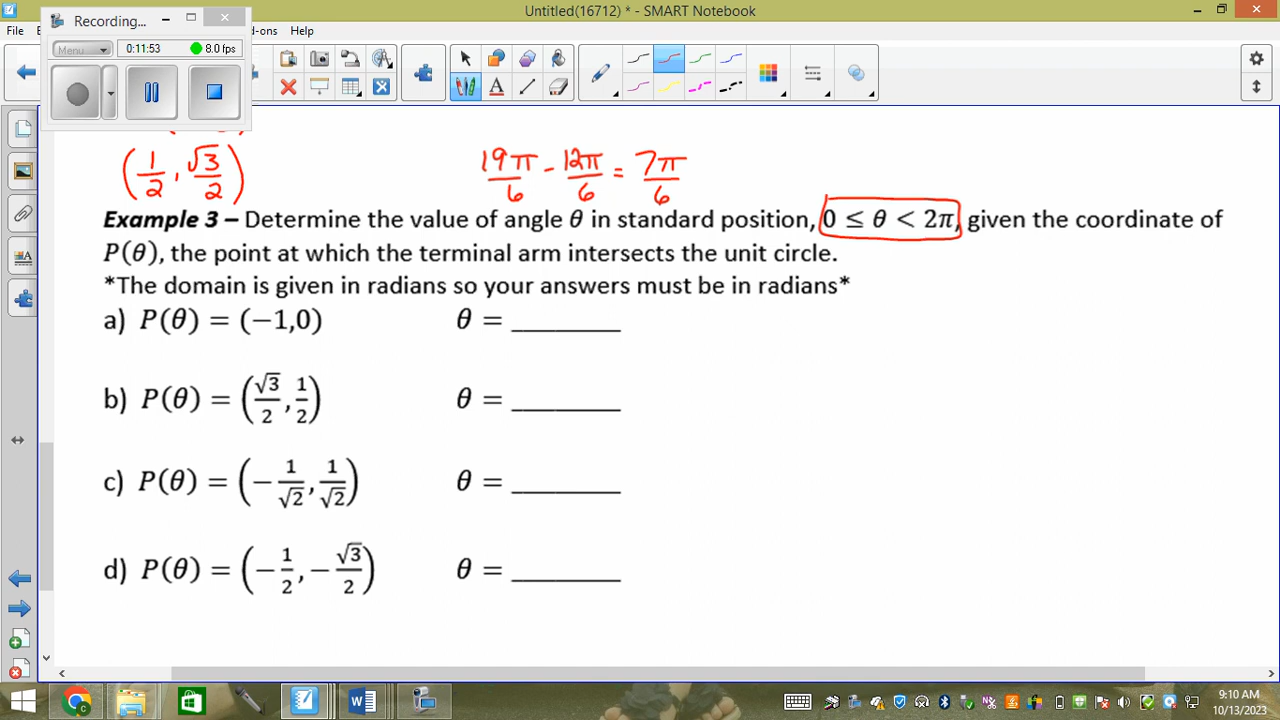 Untitled(16712) * - SMART Notebook
Recording...
File
d-ons Help
Menu 0:11:53 8.0 fps
(1/2, √3/2)
19π/6 - 12π/6 = 7π/6
Example 3 – Determine the value of angle θ in standard position, 0 ≤ θ < 2π, given the coordinate of
P(θ), the point at which the terminal arm intersects the unit circle.
*The domain is given in radians so your answers must be in radians*
a) P(θ) = (−1,0) θ = ________
b) P(θ) = (√3/2, 1/2) θ = ________
c) P(θ) = (−1/√2, 1/√2) θ = ________
d) P(θ) = (−1/2, −√3/2) θ = ________
9:10 AM
10/13/2023